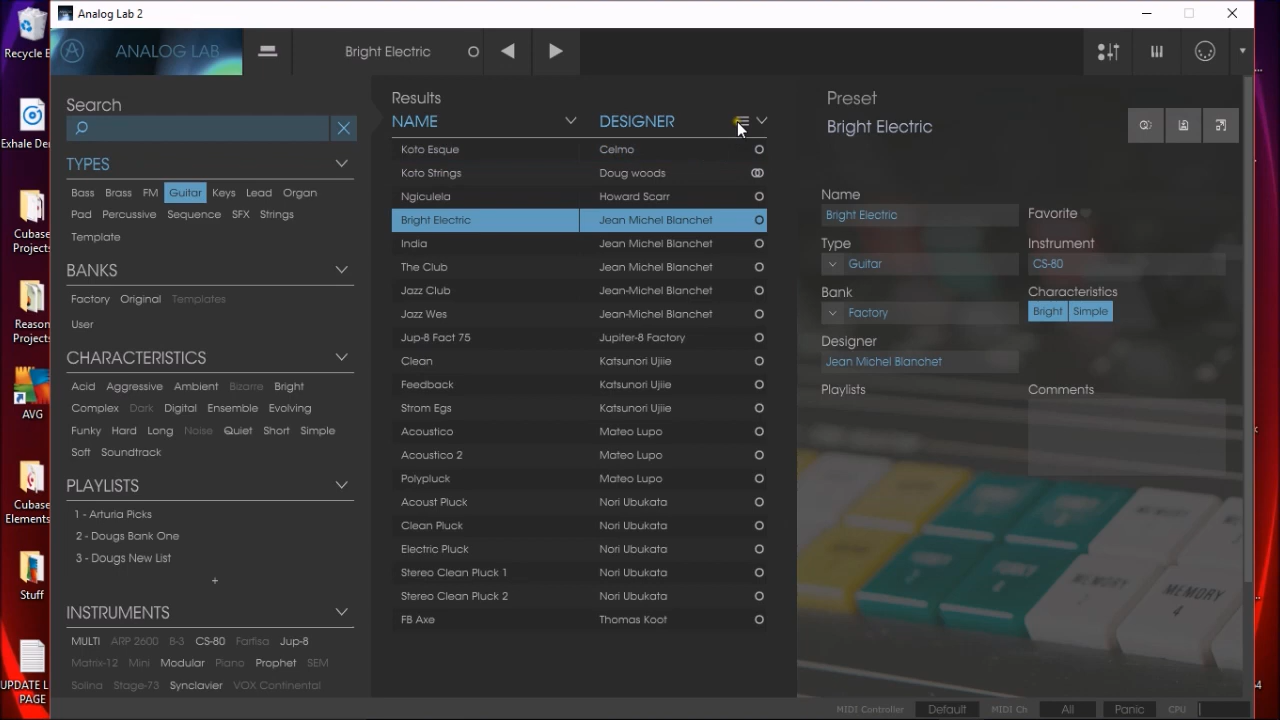 Analog Lab 2
Recycle B
ANALOG LAB
Bright Electric
Exhale De
Cubase
Projects
Reason
Projects
AVG
Cubase
Elements
Stuff
UPDATE L
PAGE
Search
TYPES
Bass Brass FM Guitar Keys Lead Organ
Pad Percussive Sequence SFX Strings
Template
BANKS
Factory Original Templates
User
CHARACTERISTICS
Acid Aggressive Ambient Bizarre Bright
Complex Dark Digital Ensemble Evolving
Funky Hard Long Noise Quiet Short Simple
Soft Soundtrack
PLAYLISTS
1 - Arturia Picks
2 - Dougs Bank One
3 - Dougs New List
+
INSTRUMENTS
MULTI ARP 2600 B-3 CS-80 Farfisa Jup-8
Matrix-12 Mini Modular Piano Prophet SEM
Solina Stage-73 Synclavier VOX Continental
Results
NAME DESIGNER
Koto Esque Celmo
Koto Strings Doug woods
Ngiculela Howard Scarr
Bright Electric Jean Michel Blanchet
India Jean Michel Blanchet
The Club Jean Michel Blanchet
Jazz Club Jean-Michel Blanchet
Jazz Wes Jean-Michel Blanchet
Jup-8 Fact 75 Jupiter-8 Factory
Clean Katsunori Ujiie
Feedback Katsunori Ujiie
Strom Egs Katsunori Ujiie
Acoustico Mateo Lupo
Acoustico 2 Mateo Lupo
Polypluck Mateo Lupo
Acoust Pluck Nori Ubukata
Clean Pluck Nori Ubukata
Electric Pluck Nori Ubukata
Stereo Clean Pluck 1 Nori Ubukata
Stereo Clean Pluck 2 Nori Ubukata
FB Axe Thomas Koot
Preset
Bright Electric
Name
Bright Electric
Favorite
Type
Guitar
Instrument
CS-80
Bank
Factory
Characteristics
Bright Simple
Designer
Jean Michel Blanchet
Playlists
Comments
MEMORY
4
MIDI Controller Default MIDI Ch All Panic CPU